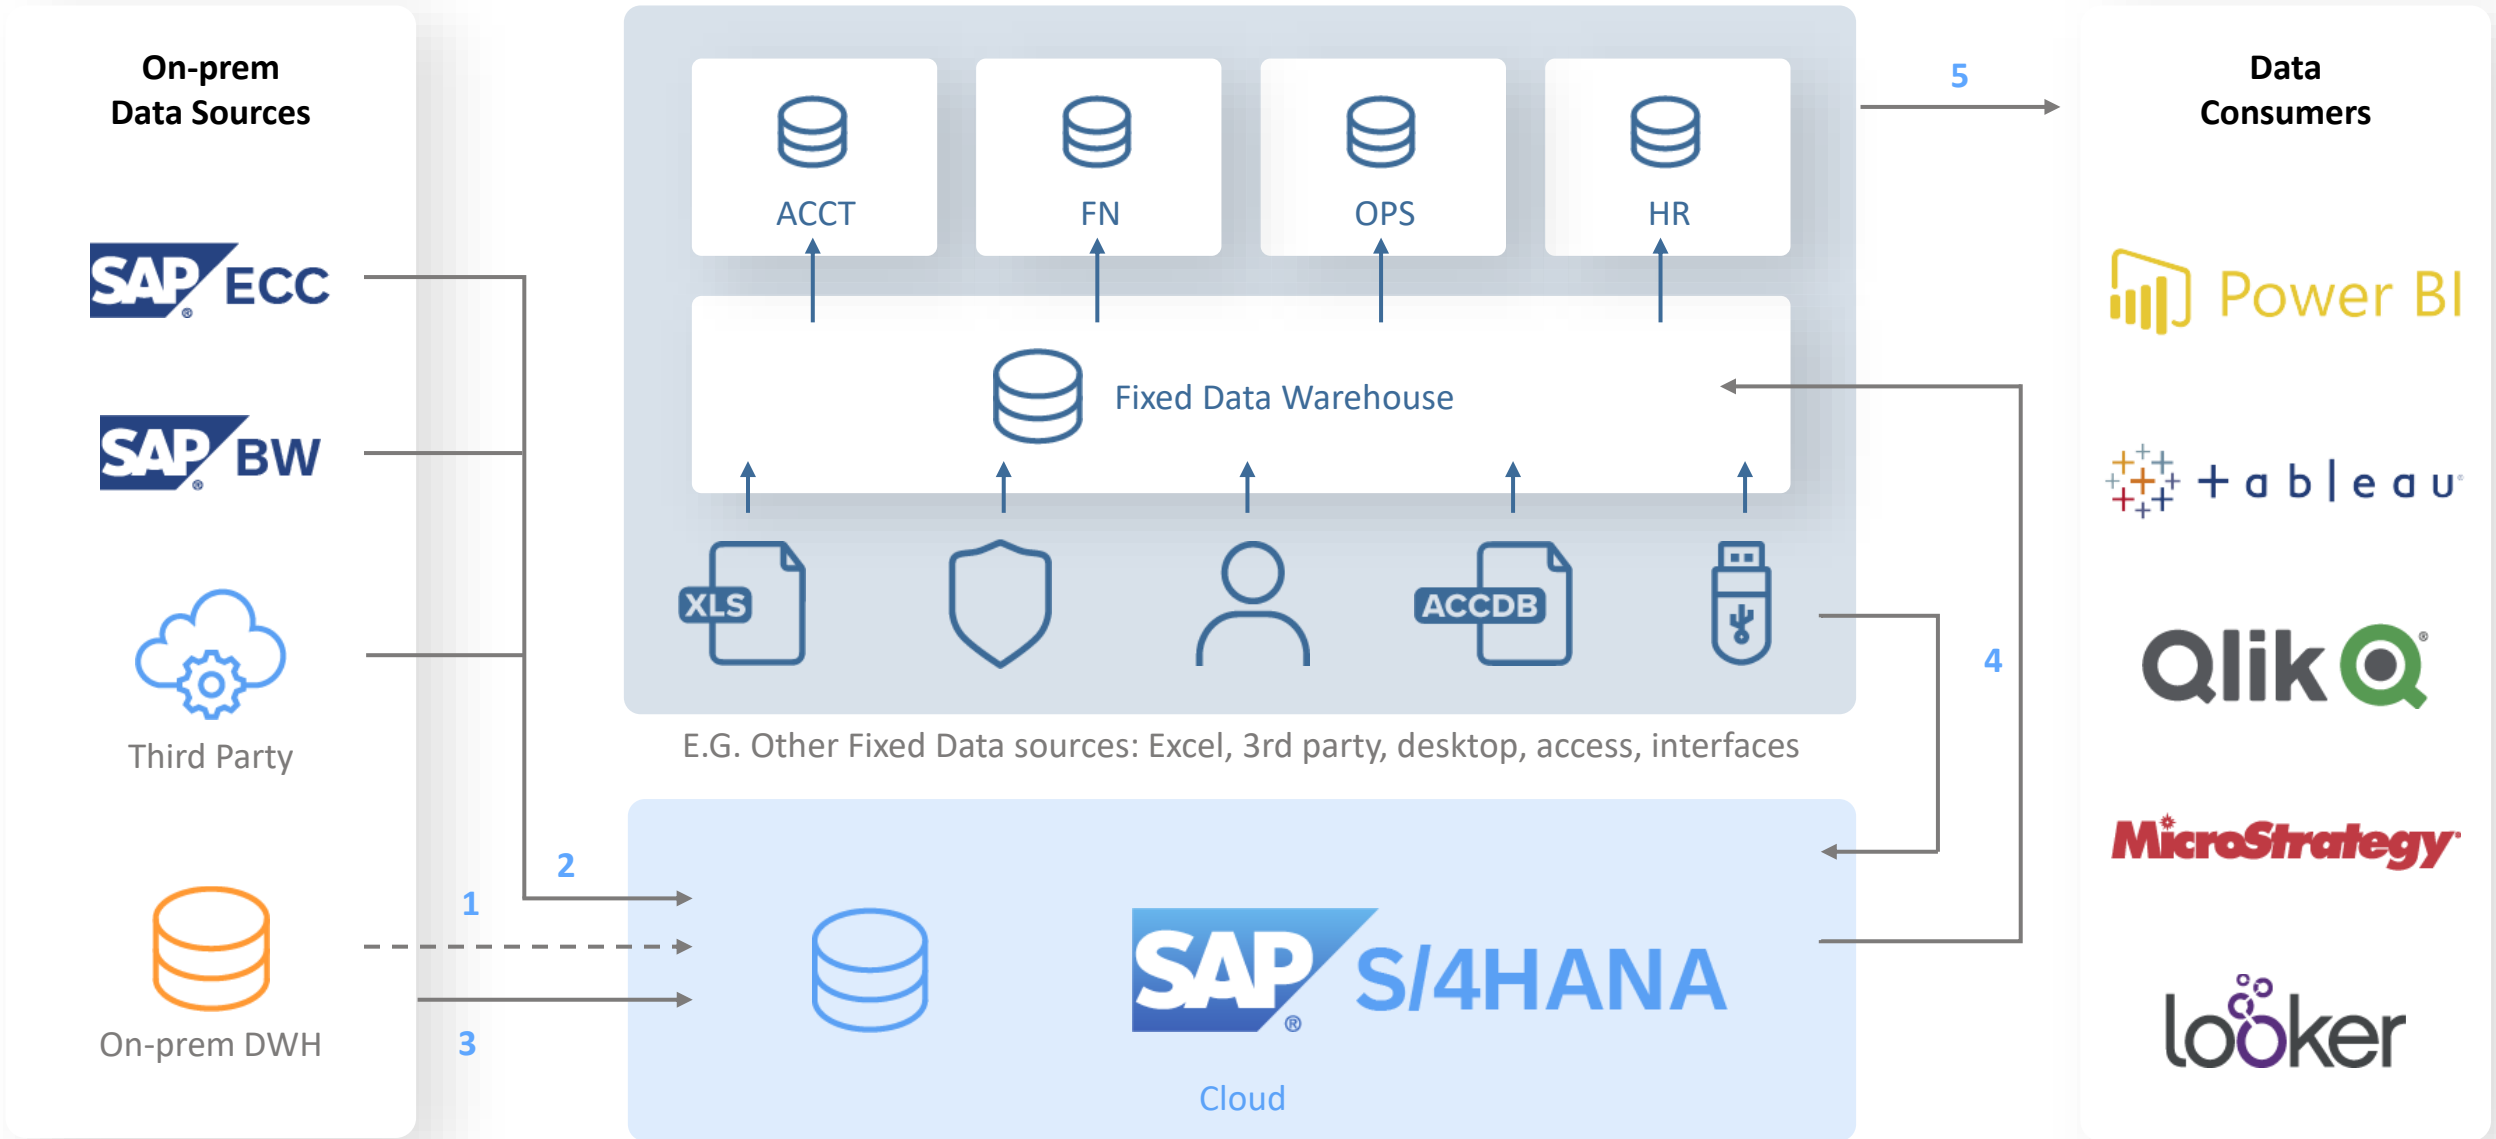 On-prem
Data Sources
SAP® ECC
SAP® BW
Third Party
On-prem DWH
1
2
3
ACCT
FN
OPS
HR
Fixed Data Warehouse
XLS
ACCDB
E.G. Other Fixed Data sources: Excel, 3rd party, desktop, access, interfaces
SAP® S/4HANA
Cloud
4
5
Data
Consumers
Power BI
+ableau®
Qlik Q®
MicroStrategy
looker